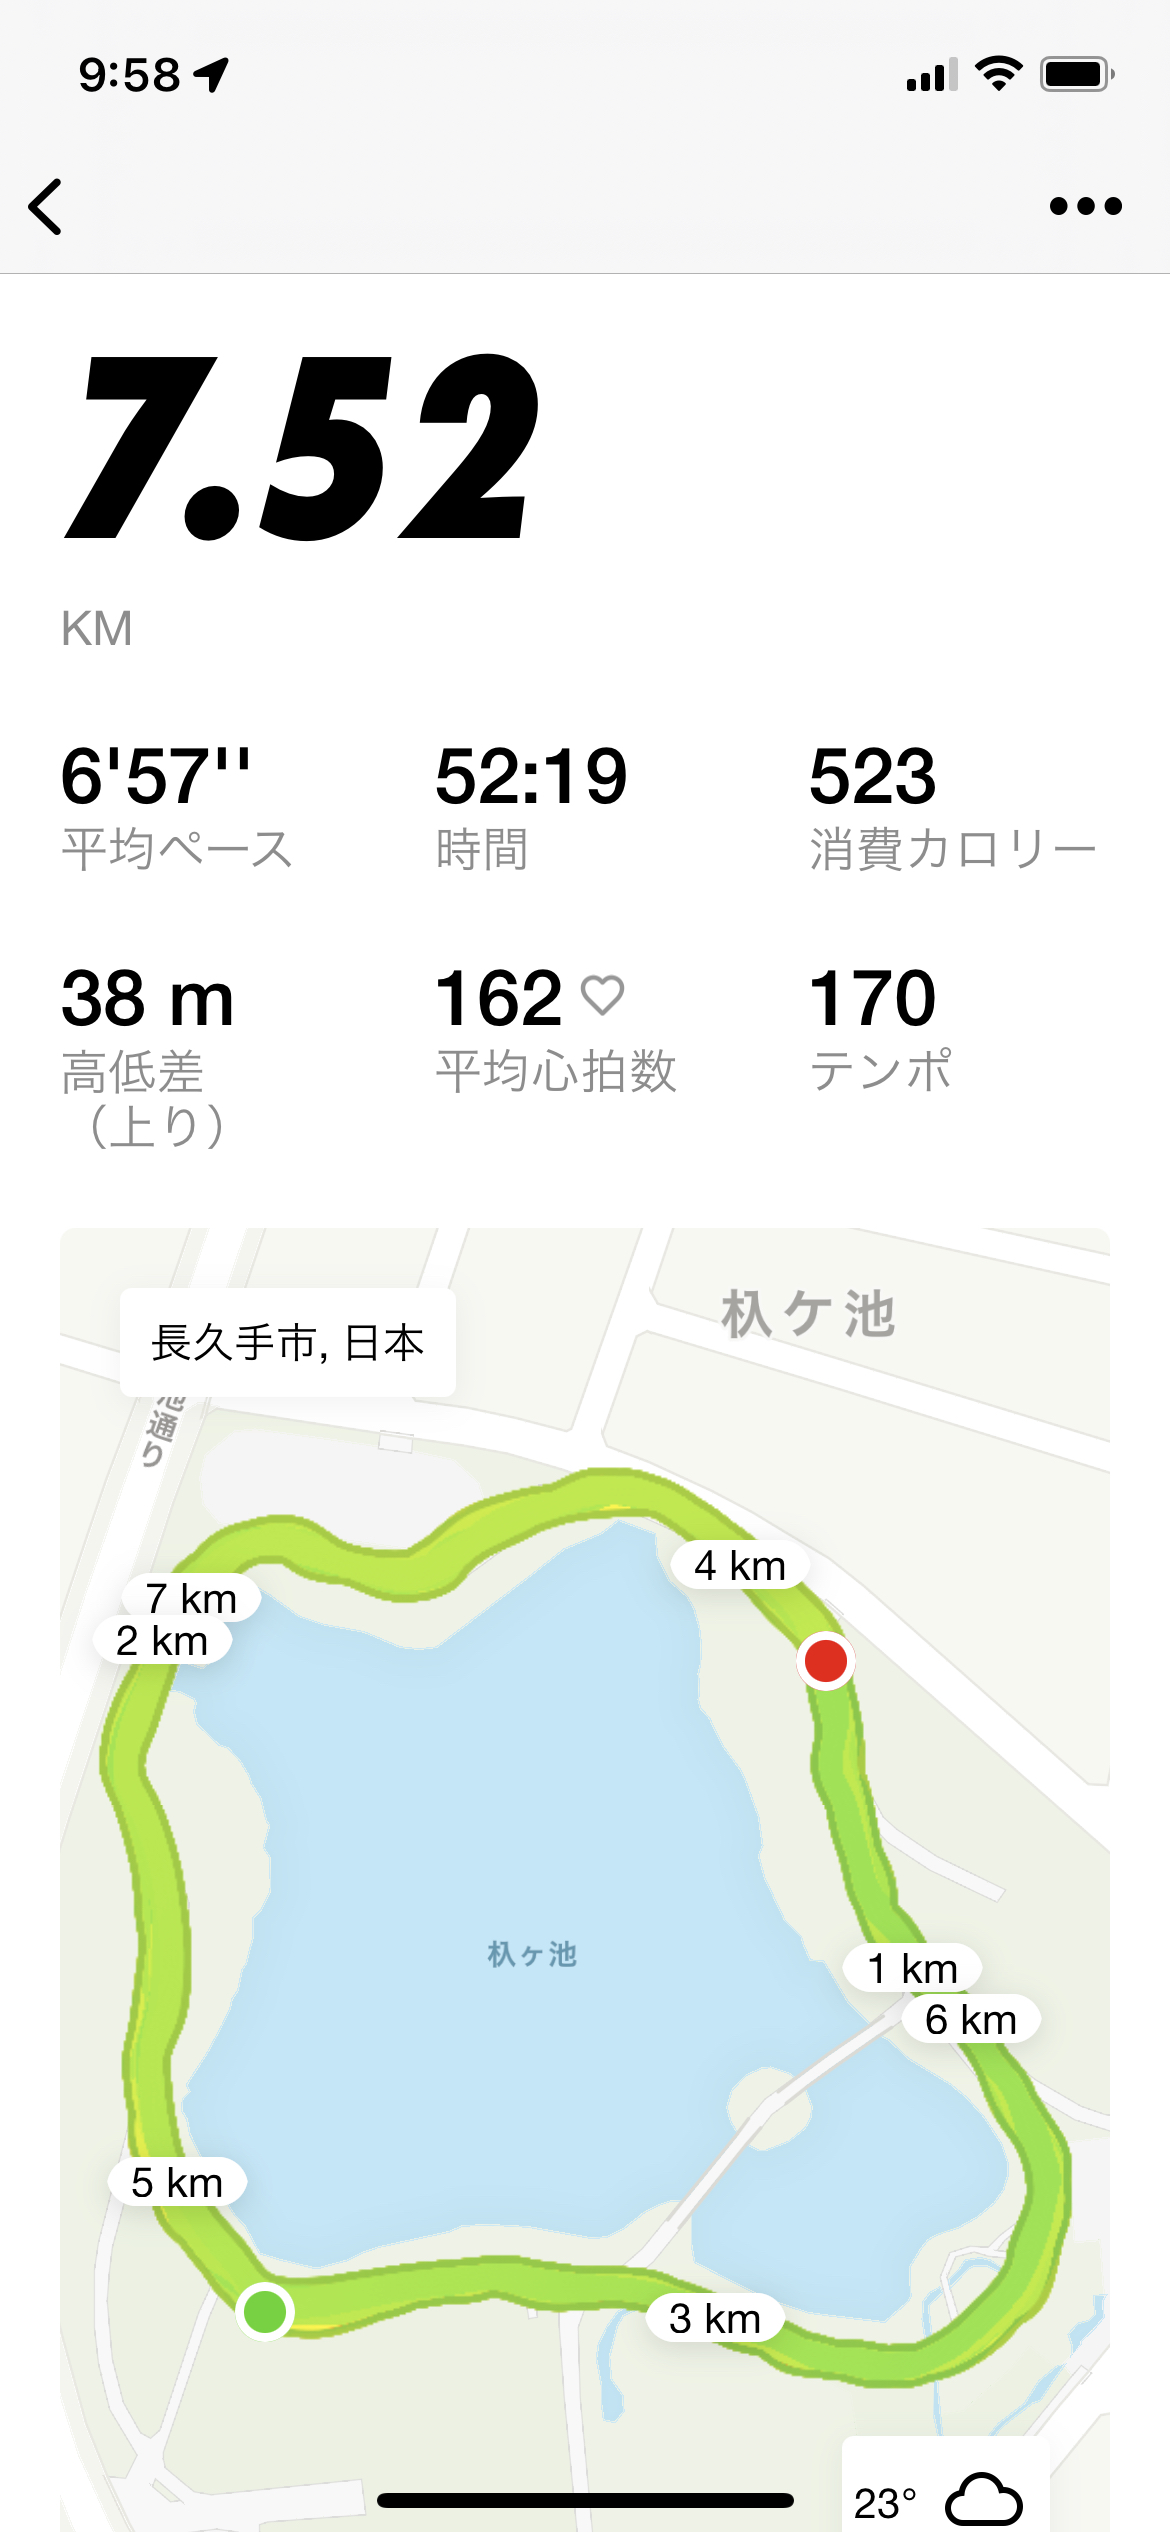 9:58
7.52
KM
6'57''
平均ペース
52:19
時間
523
消費カロリー
38 m
高低差
（上り）
162
平均心拍数
170
テンポ
杁ケ池
長久手市, 日本
池通り
4 km
7 km
2 km
杁ヶ池
1 km
6 km
5 km
3 km
23°